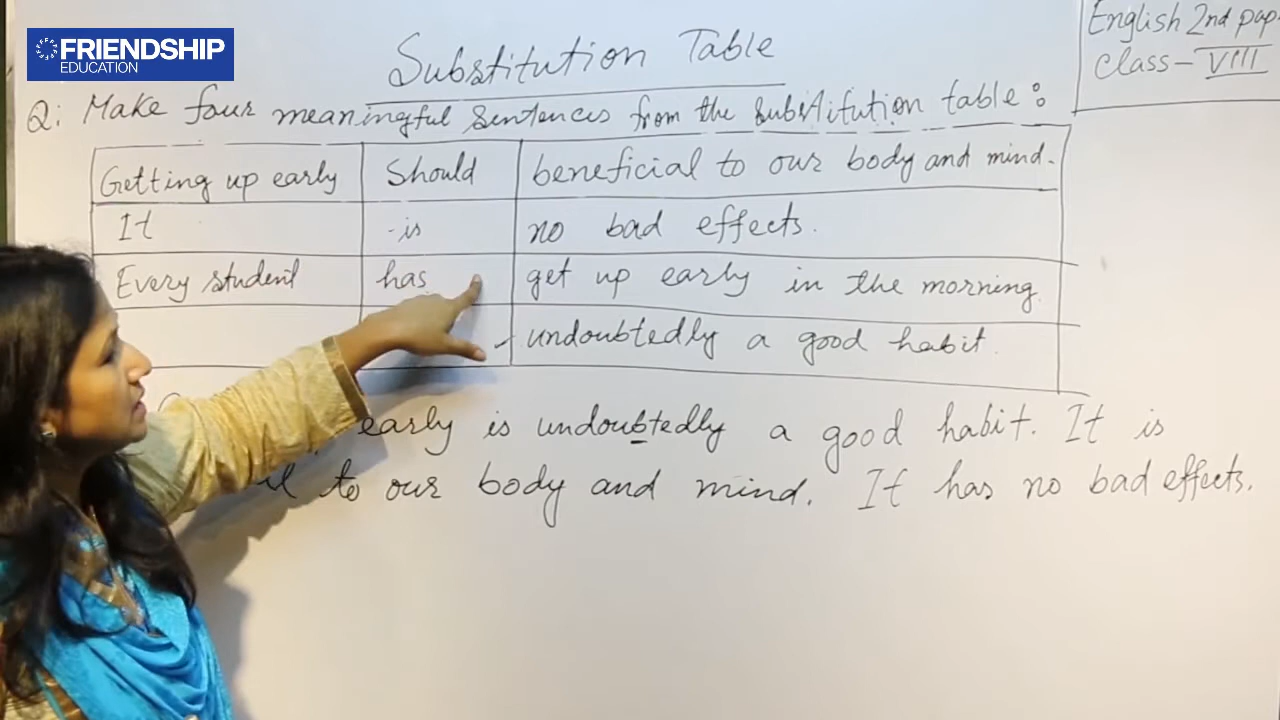 FRIENDSHIP
EDUCATION
Substitution Table
English 2nd pap
Class - VIII
Q: Make four meaningful sentences from the substitution table:
Getting up early Should beneficial to our body and mind.
It is no bad effects.
Every student has get up early in the morning.
undoubtedly a good habit.
early is undoubtedly a good habit. It is
to our body and mind. It has no bad effects.